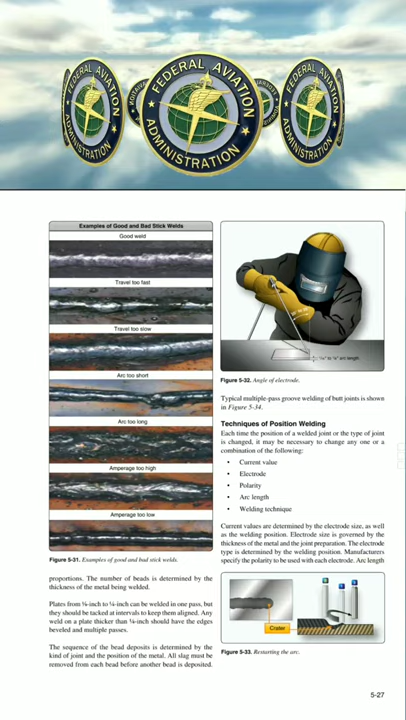 FEDERAL AVIATION
ADMINISTRATION
FEDERAL AVIATION
ADMINISTRATION
FEDERAL AVIATION
ADMINISTRATION
Examples of Good and Bad Stick Welds
Good weld
Travel too fast
Travel too slow
Arc too short
Arc too long
Amperage too high
Amperage too low
Figure 5-31. Examples of good and bad stick welds.
proportions. The number of beads is determined by the
thickness of the metal being welded.
Plates from ⅛-inch to ¼-inch can be welded in one pass, but
they should be tacked at intervals to keep them aligned. Any
weld on a plate thicker than ¼-inch should have the edges
beveled and multiple passes.
The sequence of the bead deposits is determined by the
kind of joint and the position of the metal. All slag must be
removed from each bead before another bead is deposited.
arc length
Figure 5-32. Angle of electrode.
Typical multiple-pass groove welding of butt joints is shown
in Figure 5-34.
Techniques of Position Welding
Each time the position of a welded joint or the type of joint
is changed, it may be necessary to change any one or a
combination of the following:
• Current value
• Electrode
• Polarity
• Arc length
• Welding technique
Current values are determined by the electrode size, as well
as the welding position. Electrode size is governed by the
thickness of the metal and the joint preparation. The electrode
type is determined by the welding position. Manufacturers
specify the polarity to be used with each electrode. Arc length
Crater
Figure 5-33. Restarting the arc.
5-27